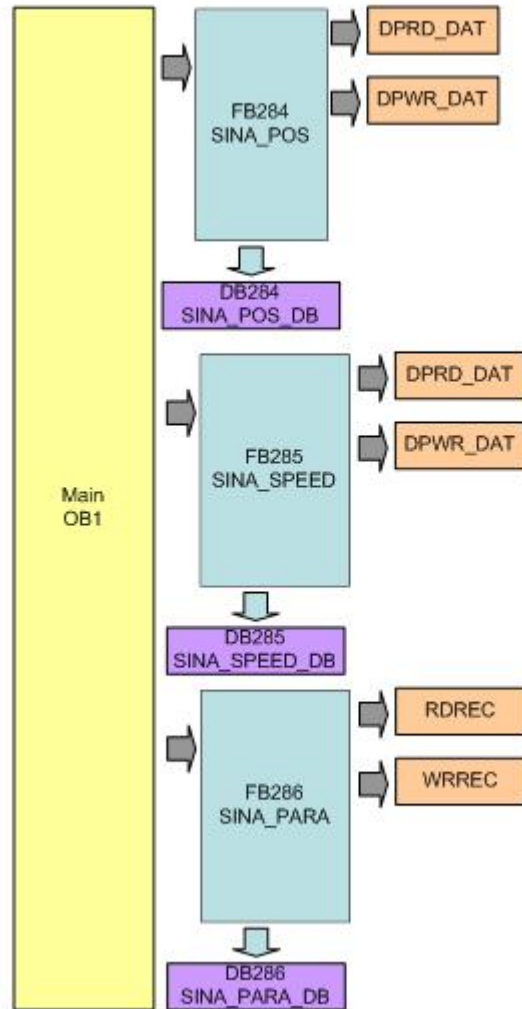 Main
OB1
FB284
SINA_POS
DPRD_DAT
DPWR_DAT
DB284
SINA_POS_DB
FB285
SINA_SPEED
DPRD_DAT
DPWR_DAT
DB285
SINA_SPEED_DB
FB286
SINA_PARA
RDREC
WRREC
DB286
SINA_PARA_DB